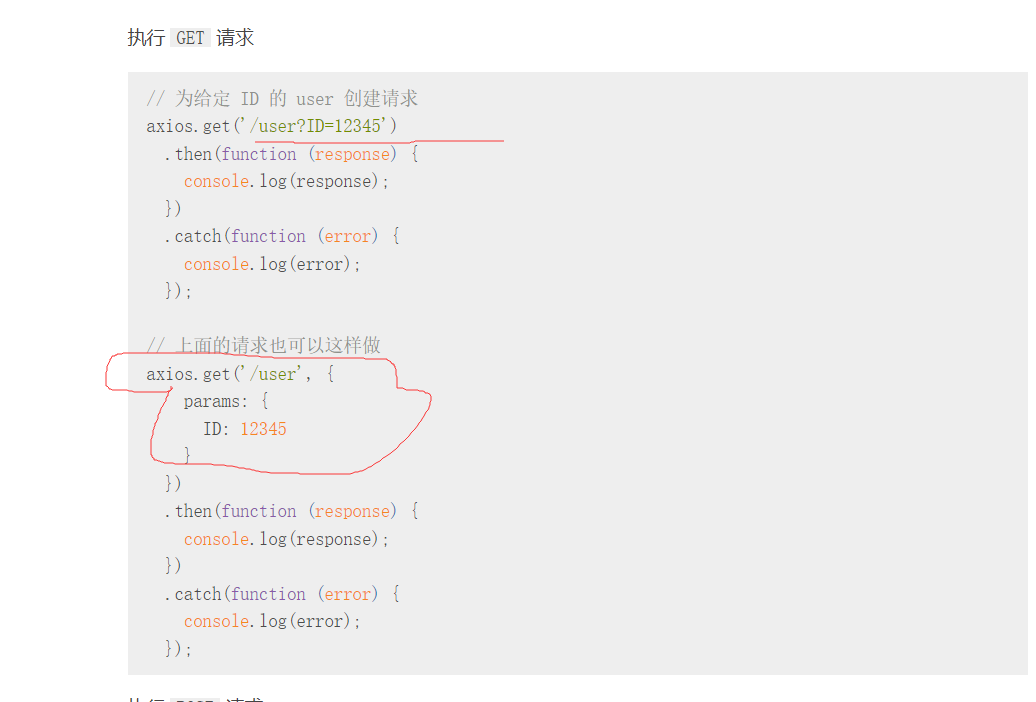 执行 GET 请求
// 为给定 ID 的 user 创建请求
axios.get('/user?ID=12345')
.then(function (response) {
console.log(response);
})
.catch(function (error) {
console.log(error);
});
// 上面的请求也可以这样做
axios.get('/user', {
params: {
ID: 12345
}
})
.then(function (response) {
console.log(response);
})
.catch(function (error) {
console.log(error);
});